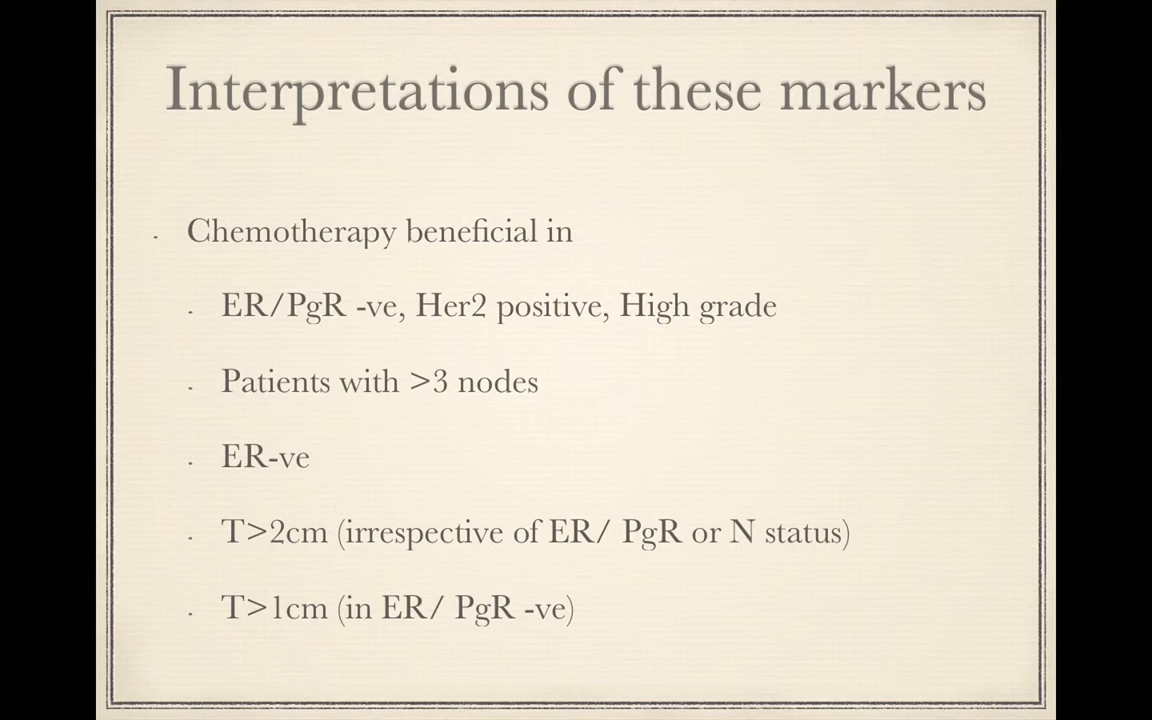 Interpretations of these markers
Chemotherapy beneficial in
ER/PgR -ve, Her2 positive, High grade
Patients with >3 nodes
ER-ve
T>2cm (irrespective of ER/ PgR or N status)
T>1cm (in ER/ PgR -ve)